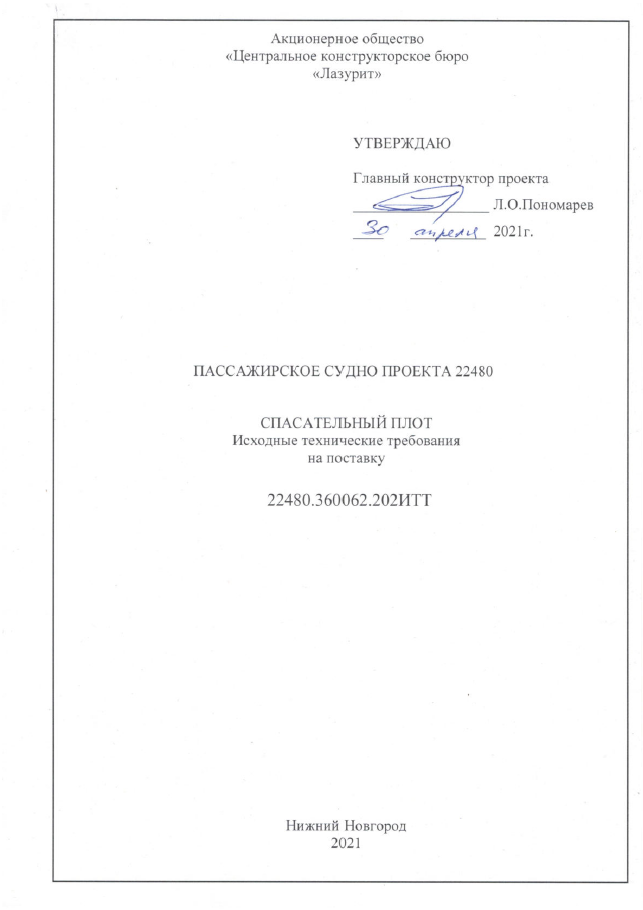 Акционерное общество
«Центральное конструкторское бюро
«Лазурит»
УТВЕРЖДАЮ
Главный конструктор проекта
Л.О.Пономарев
30 апреля 2021г.
ПАССАЖИРСКОЕ СУДНО ПРОЕКТА 22480
СПАСАТЕЛЬНЫЙ ПЛОТ
Исходные технические требования
на поставку
22480.360062.202ИТТ
Нижний Новгород
2021